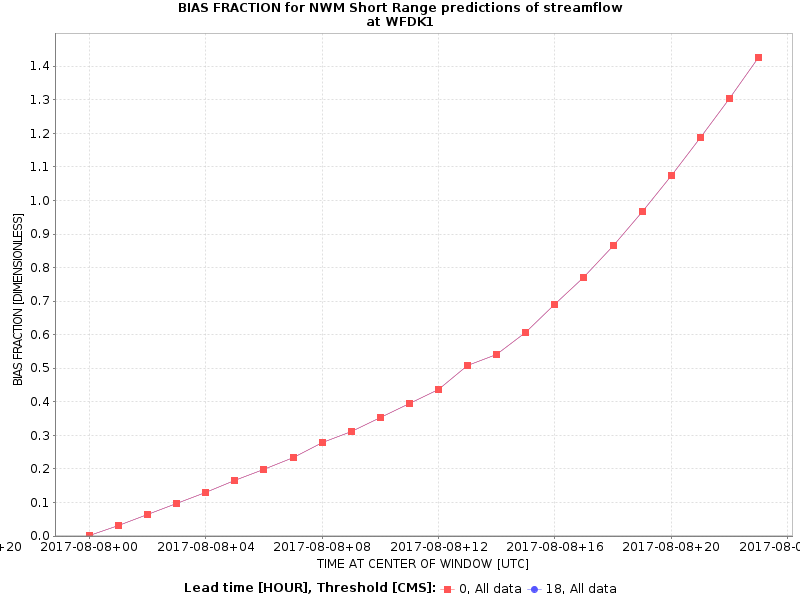 BIAS FRACTION for NWM Short Range predictions of streamflow
at WFDK1
BIAS FRACTION [DIMENSIONLESS]
1.4
1.3
1.2
1.1
1.0
0.9
0.8
0.7
0.6
0.5
0.4
0.3
0.2
0.1
0.0
+20 2017-08-08+00 2017-08-08+04 2017-08-08+08 2017-08-08+12 2017-08-08+16 2017-08-08+20 2017-08-0
TIME AT CENTER OF WINDOW [UTC]
Lead time [HOUR], Threshold [CMS]: 0, All data 18, All data